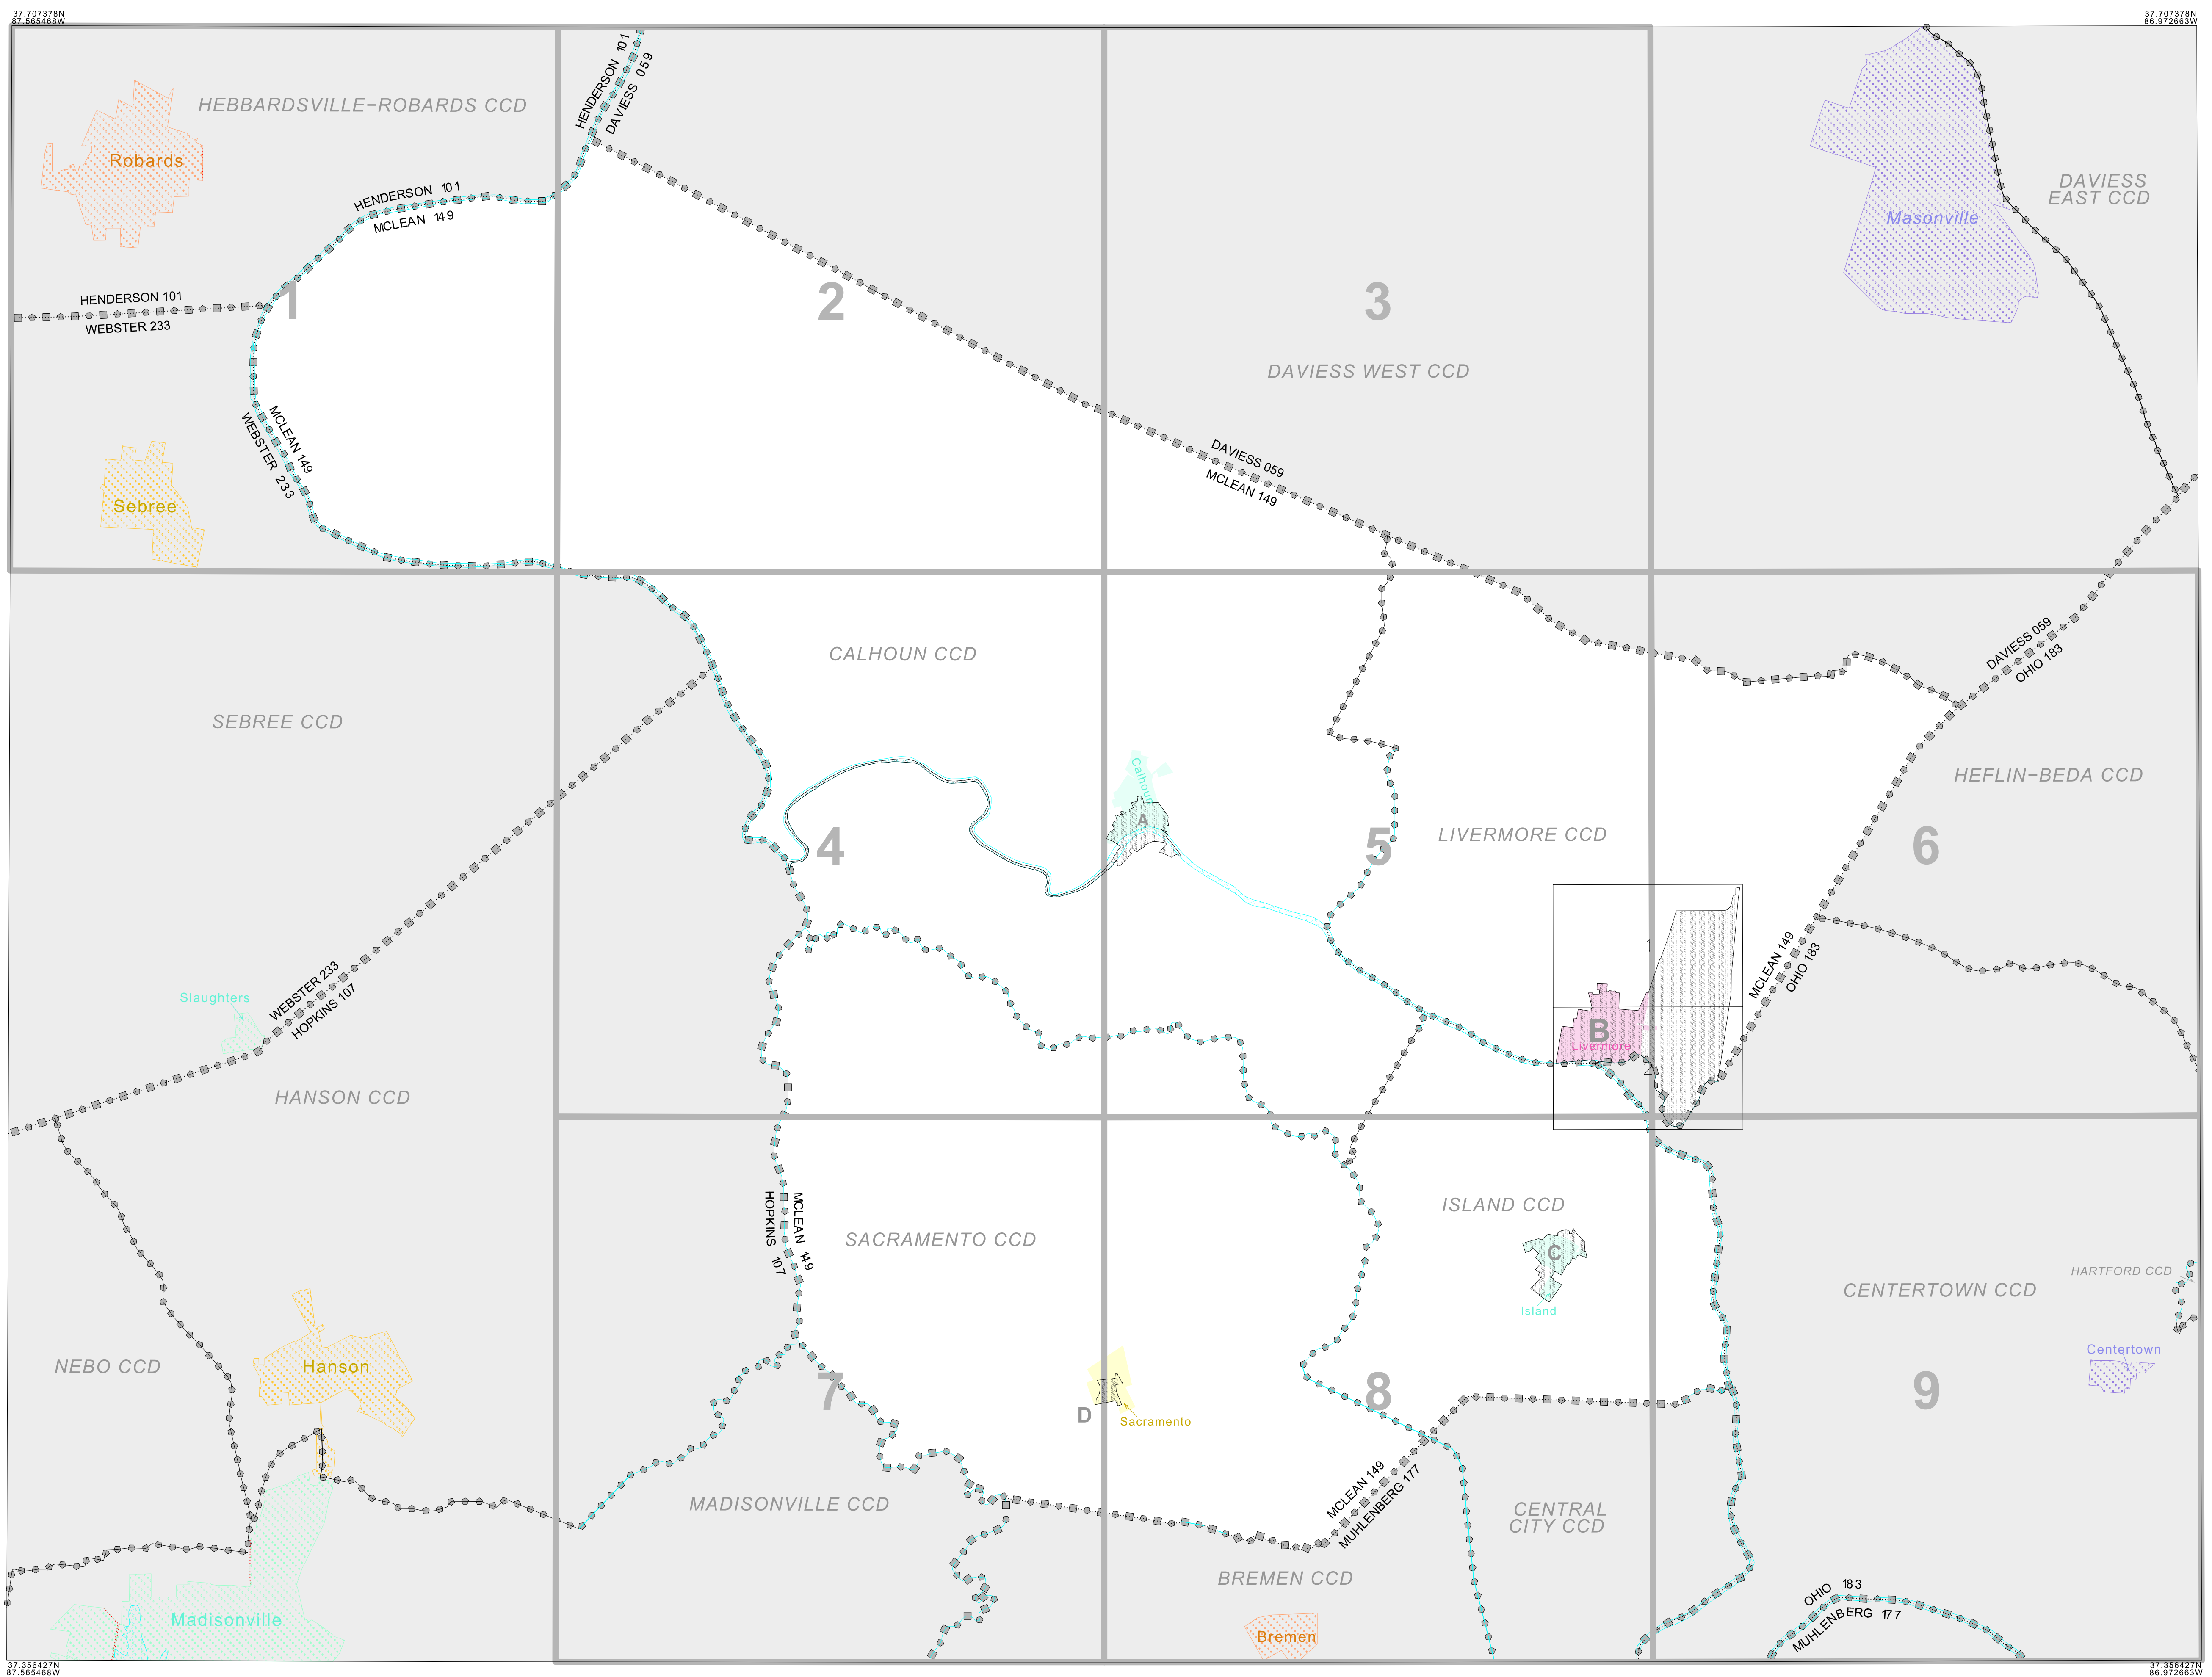 37.707378N
87.565468W
37.707378N
86.972663W
HENDERSON 101
DAVIESS 059
HEBBARDSVILLE-ROBARDS CCD
Robards
DAVIESS
EAST CCD
HENDERSON 101
MCLEAN 149
Masonville
HENDERSON 101
WEBSTER 233
1
2
3
DAVIESS WEST CCD
MCLEAN 149
WEBSTER 233
DAVIESS 059
MCLEAN 149
Sebree
CALHOUN CCD
DAVIESS 059
OHIO 183
SEBREE CCD
HEFLIN-BEDA CCD
Calhoun
A
4
5
LIVERMORE CCD
6
1
MCLEAN 149
OHIO 183
Slaughters
WEBSTER 233
HOPKINS 107
B
Livermore
2
HANSON CCD
MCLEAN 149
HOPKINS 107
ISLAND CCD
SACRAMENTO CCD
C
HARTFORD CCD
CENTERTOWN CCD
Island
Centertown
NEBO CCD
Hanson
7
8
9
D
Sacramento
MCLEAN 149
MUHLENBERG 177
MADISONVILLE CCD
CENTRAL
CITY CCD
BREMEN CCD
OHIO 183
MUHLENBERG 177
Madisonville
Bremen
37.356427N
87.565468W
37.356427N
86.972663W